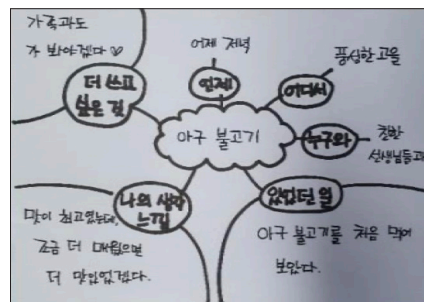 가족과도
가 봐야겠다♡
더 쓰고
싶은 것
어제 저녁
언제
풍성한 고을
어디서
아구 불고기
누구와
친한
선생님들과
나의 생각
느낌
맛이 최고였는데,
조금 더 매웠으면
더 맛있었겠다.
있었던 일
아구 불고기를 처음 먹어
보았다.